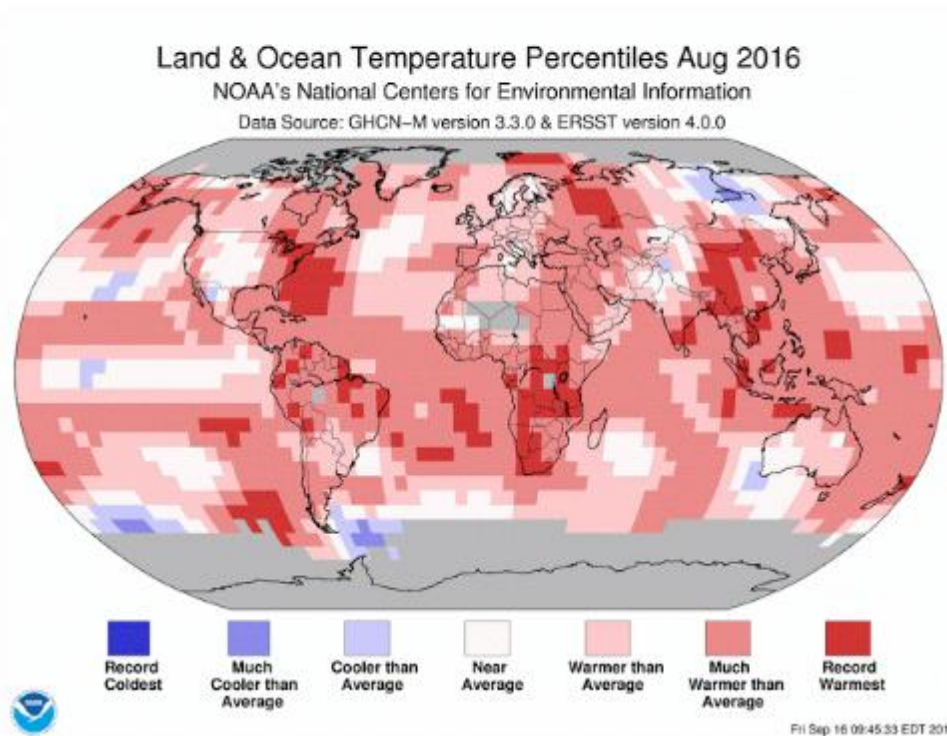 Land & Ocean Temperature Percentiles Aug 2016
NOAA's National Centers for Environmental Information
Data Source: GHCN–M version 3.3.0 & ERSST version 4.0.0
Record
Coldest
Much
Cooler than
Average
Cooler than
Average
Near
Average
Warmer than
Average
Much
Warmer than
Average
Record
Warmest
Fri Sep 16 09:45:33 EDT 201